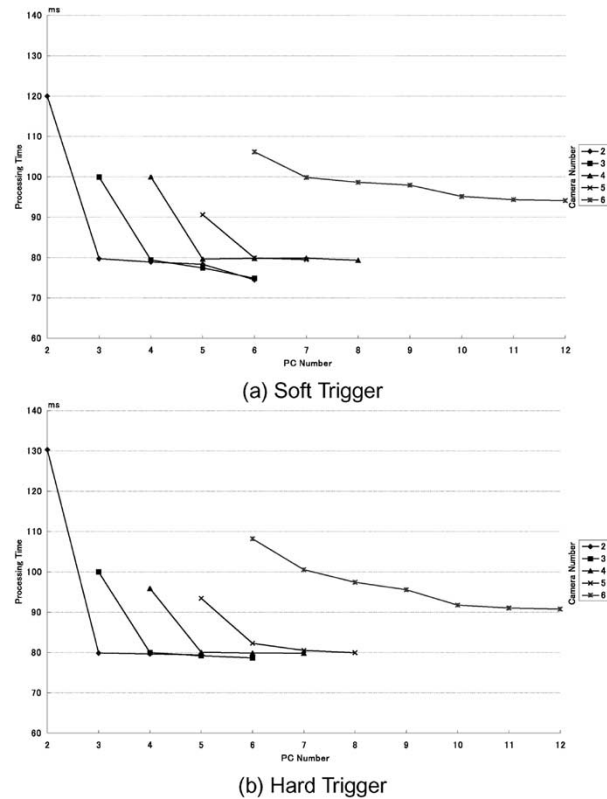 ms
140
130
120
110
100
90
80
70
60
Processing Time
2 3 4 5 6 7 8 9 10 11 12
PC Number
Camera Number
2
3
4
5
6
(a) Soft Trigger
ms
140
130
120
110
100
90
80
70
60
Processing Time
2 3 4 5 6 7 8 9 10 11 12
PC Number
Camera Number
2
3
4
5
6
(b) Hard Trigger